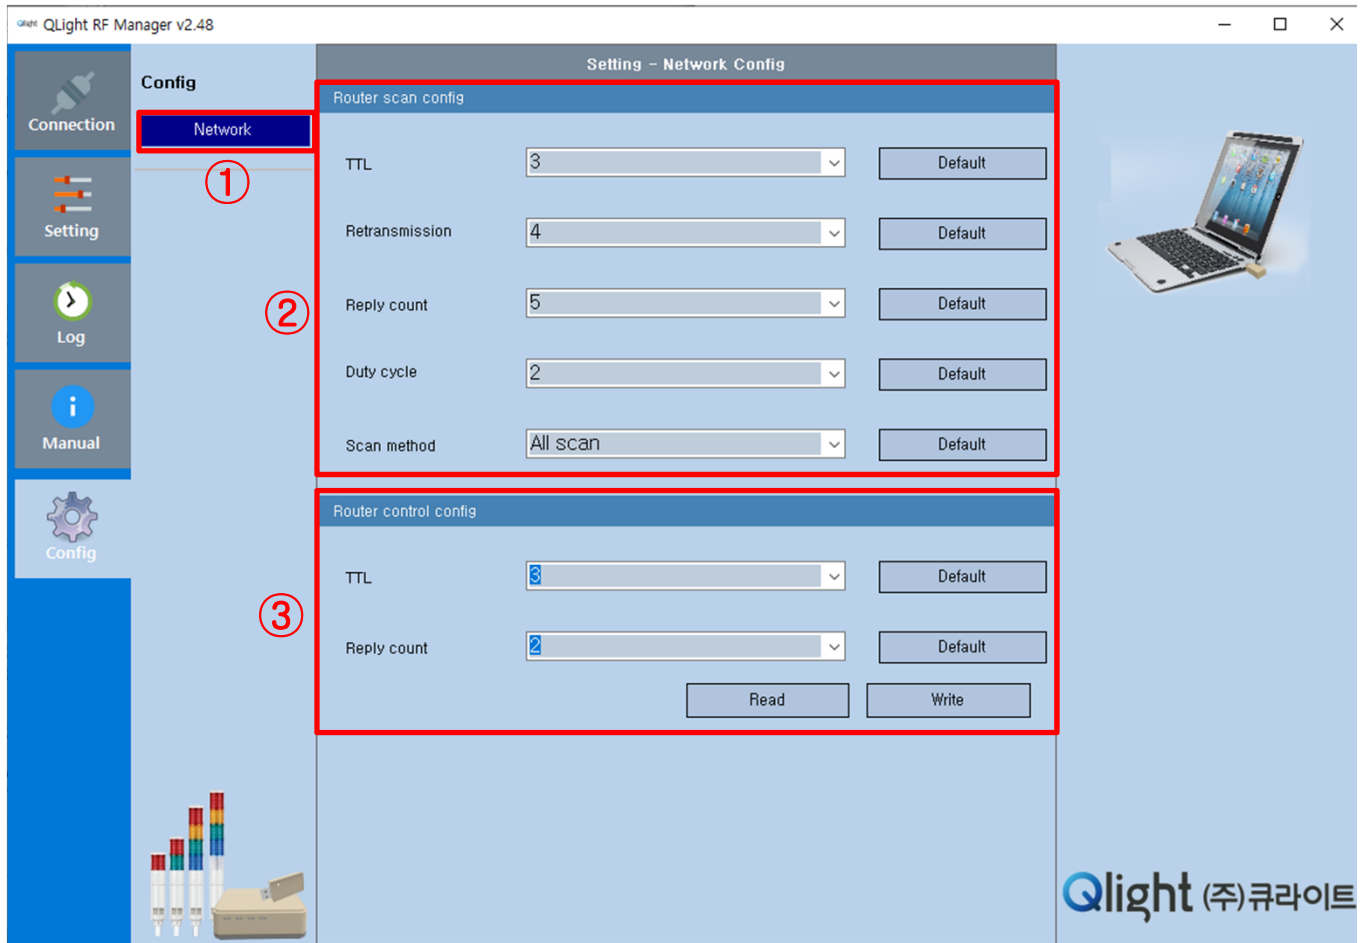 Qlight QLight RF Manager v2.48
Connection
Setting
Log
Manual
Config
Config
Network
①
②
③
Setting - Network Config
Router scan config
TTL 3 Default
Retransmission 4 Default
Reply count 5 Default
Duty cycle 2 Default
Scan method All scan Default
Router control config
TTL 3 Default
Reply count 2 Default
Read Write
Qlight (주)큐라이트